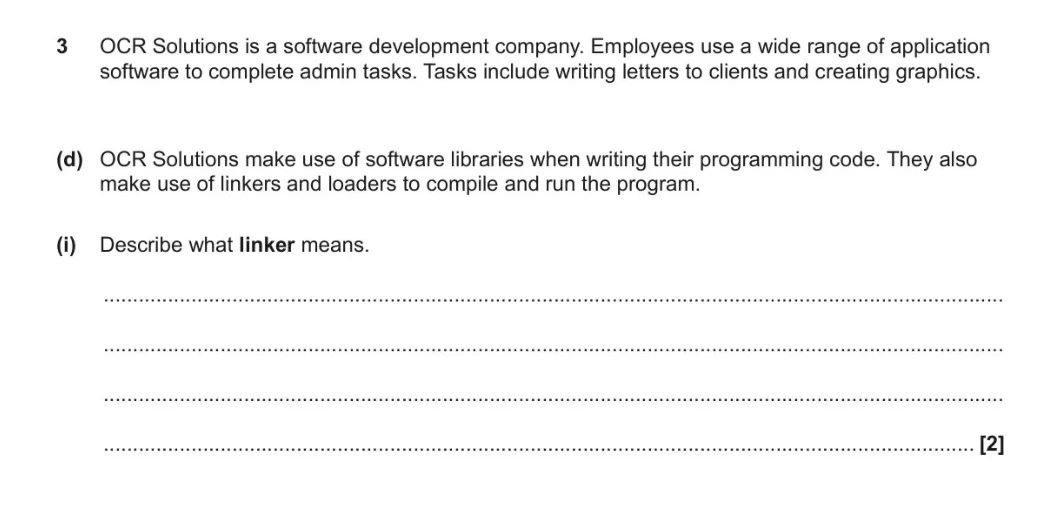 3 OCR Solutions is a software development company. Employees use a wide range of application
software to complete admin tasks. Tasks include writing letters to clients and creating graphics.
(d) OCR Solutions make use of software libraries when writing their programming code. They also
make use of linkers and loaders to compile and run the program.
(i) Describe what linker means.
[2]